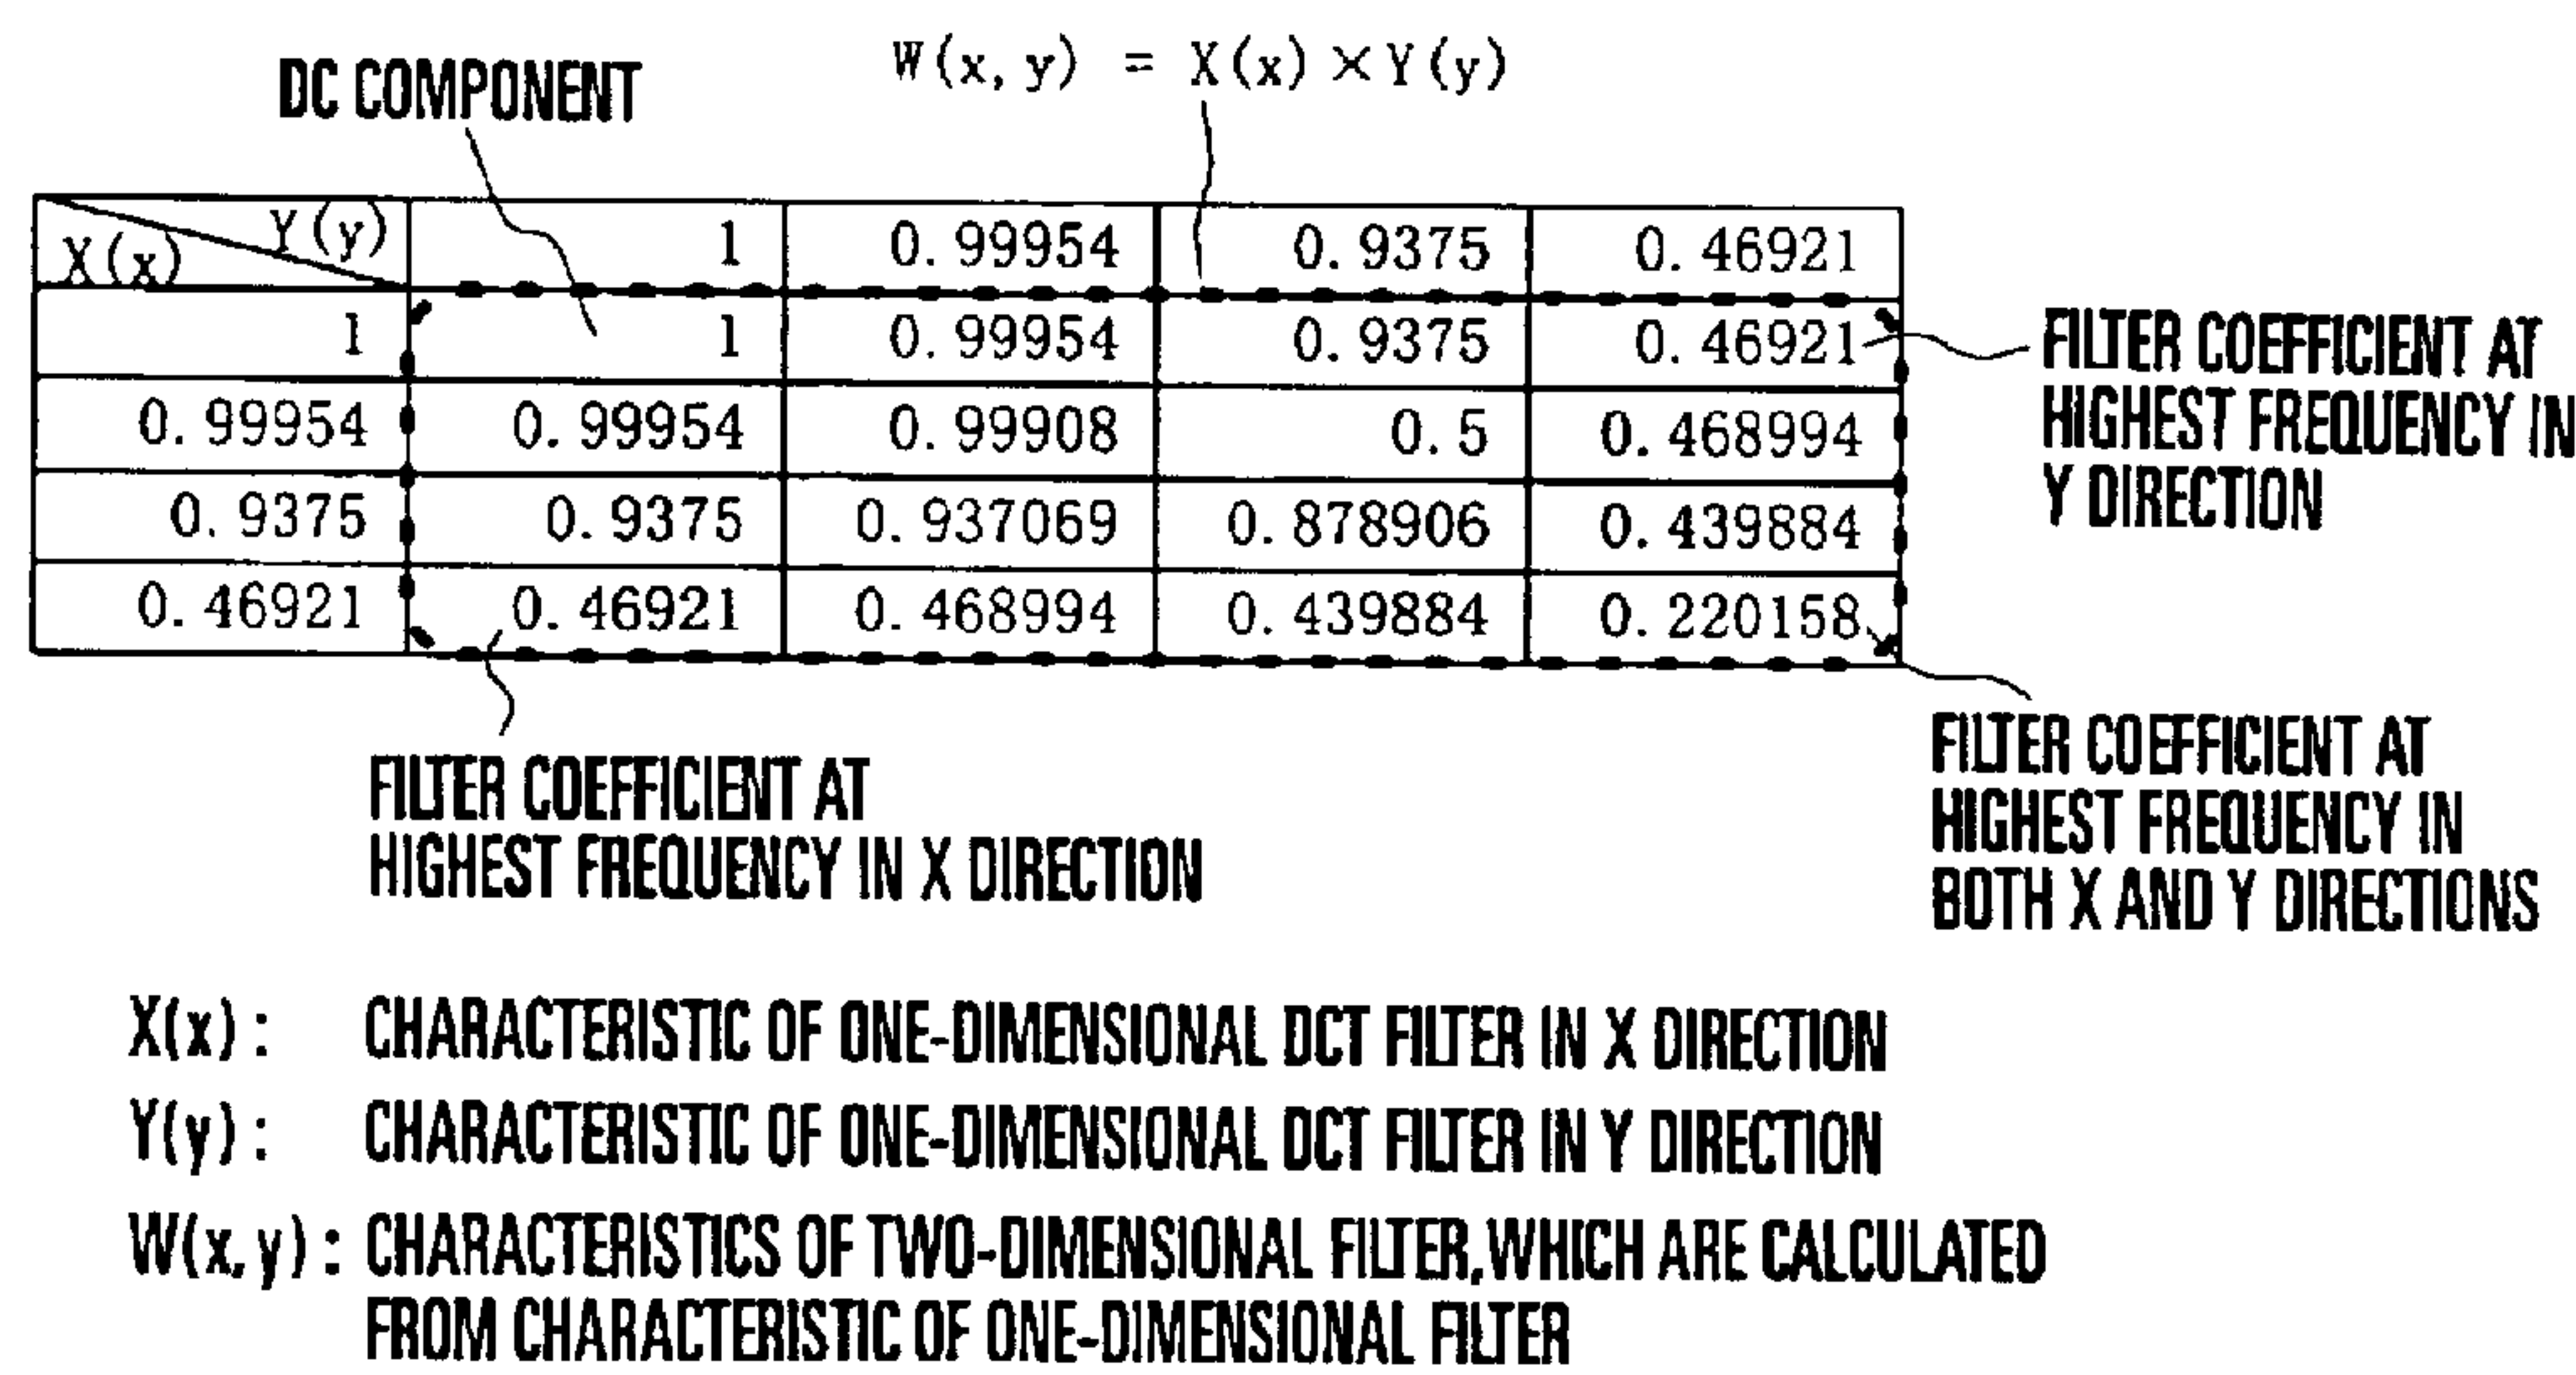 W(x, y) = X(x) × Y(y)
DC COMPONENT
Y(y) 1 0.99954 0.9375 0.46921
X(x)
1 1 0.99954 0.9375 0.46921
0.99954 0.99954 0.99908 0.5 0.468994
0.9375 0.9375 0.937069 0.878906 0.439884
0.46921 0.46921 0.468994 0.439884 0.220158
FILTER COEFFICIENT AT
HIGHEST FREQUENCY IN
Y DIRECTION
FILTER COEFFICIENT AT
HIGHEST FREQUENCY IN X DIRECTION
FILTER COEFFICIENT AT
HIGHEST FREQUENCY IN
BOTH X AND Y DIRECTIONS
X(x): CHARACTERISTIC OF ONE-DIMENSIONAL DCT FILTER IN X DIRECTION
Y(y): CHARACTERISTIC OF ONE-DIMENSIONAL DCT FILTER IN Y DIRECTION
W(x, y): CHARACTERISTICS OF TWO-DIMENSIONAL FILTER, WHICH ARE CALCULATED
FROM CHARACTERISTIC OF ONE-DIMENSIONAL FILTER